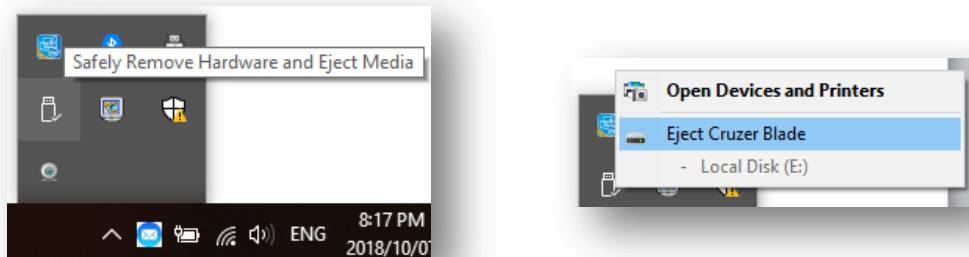 Safely Remove Hardware and Eject Media
ENG
8:17 PM
2018/10/07
Open Devices and Printers
Eject Cruzer Blade
- Local Disk (E:)